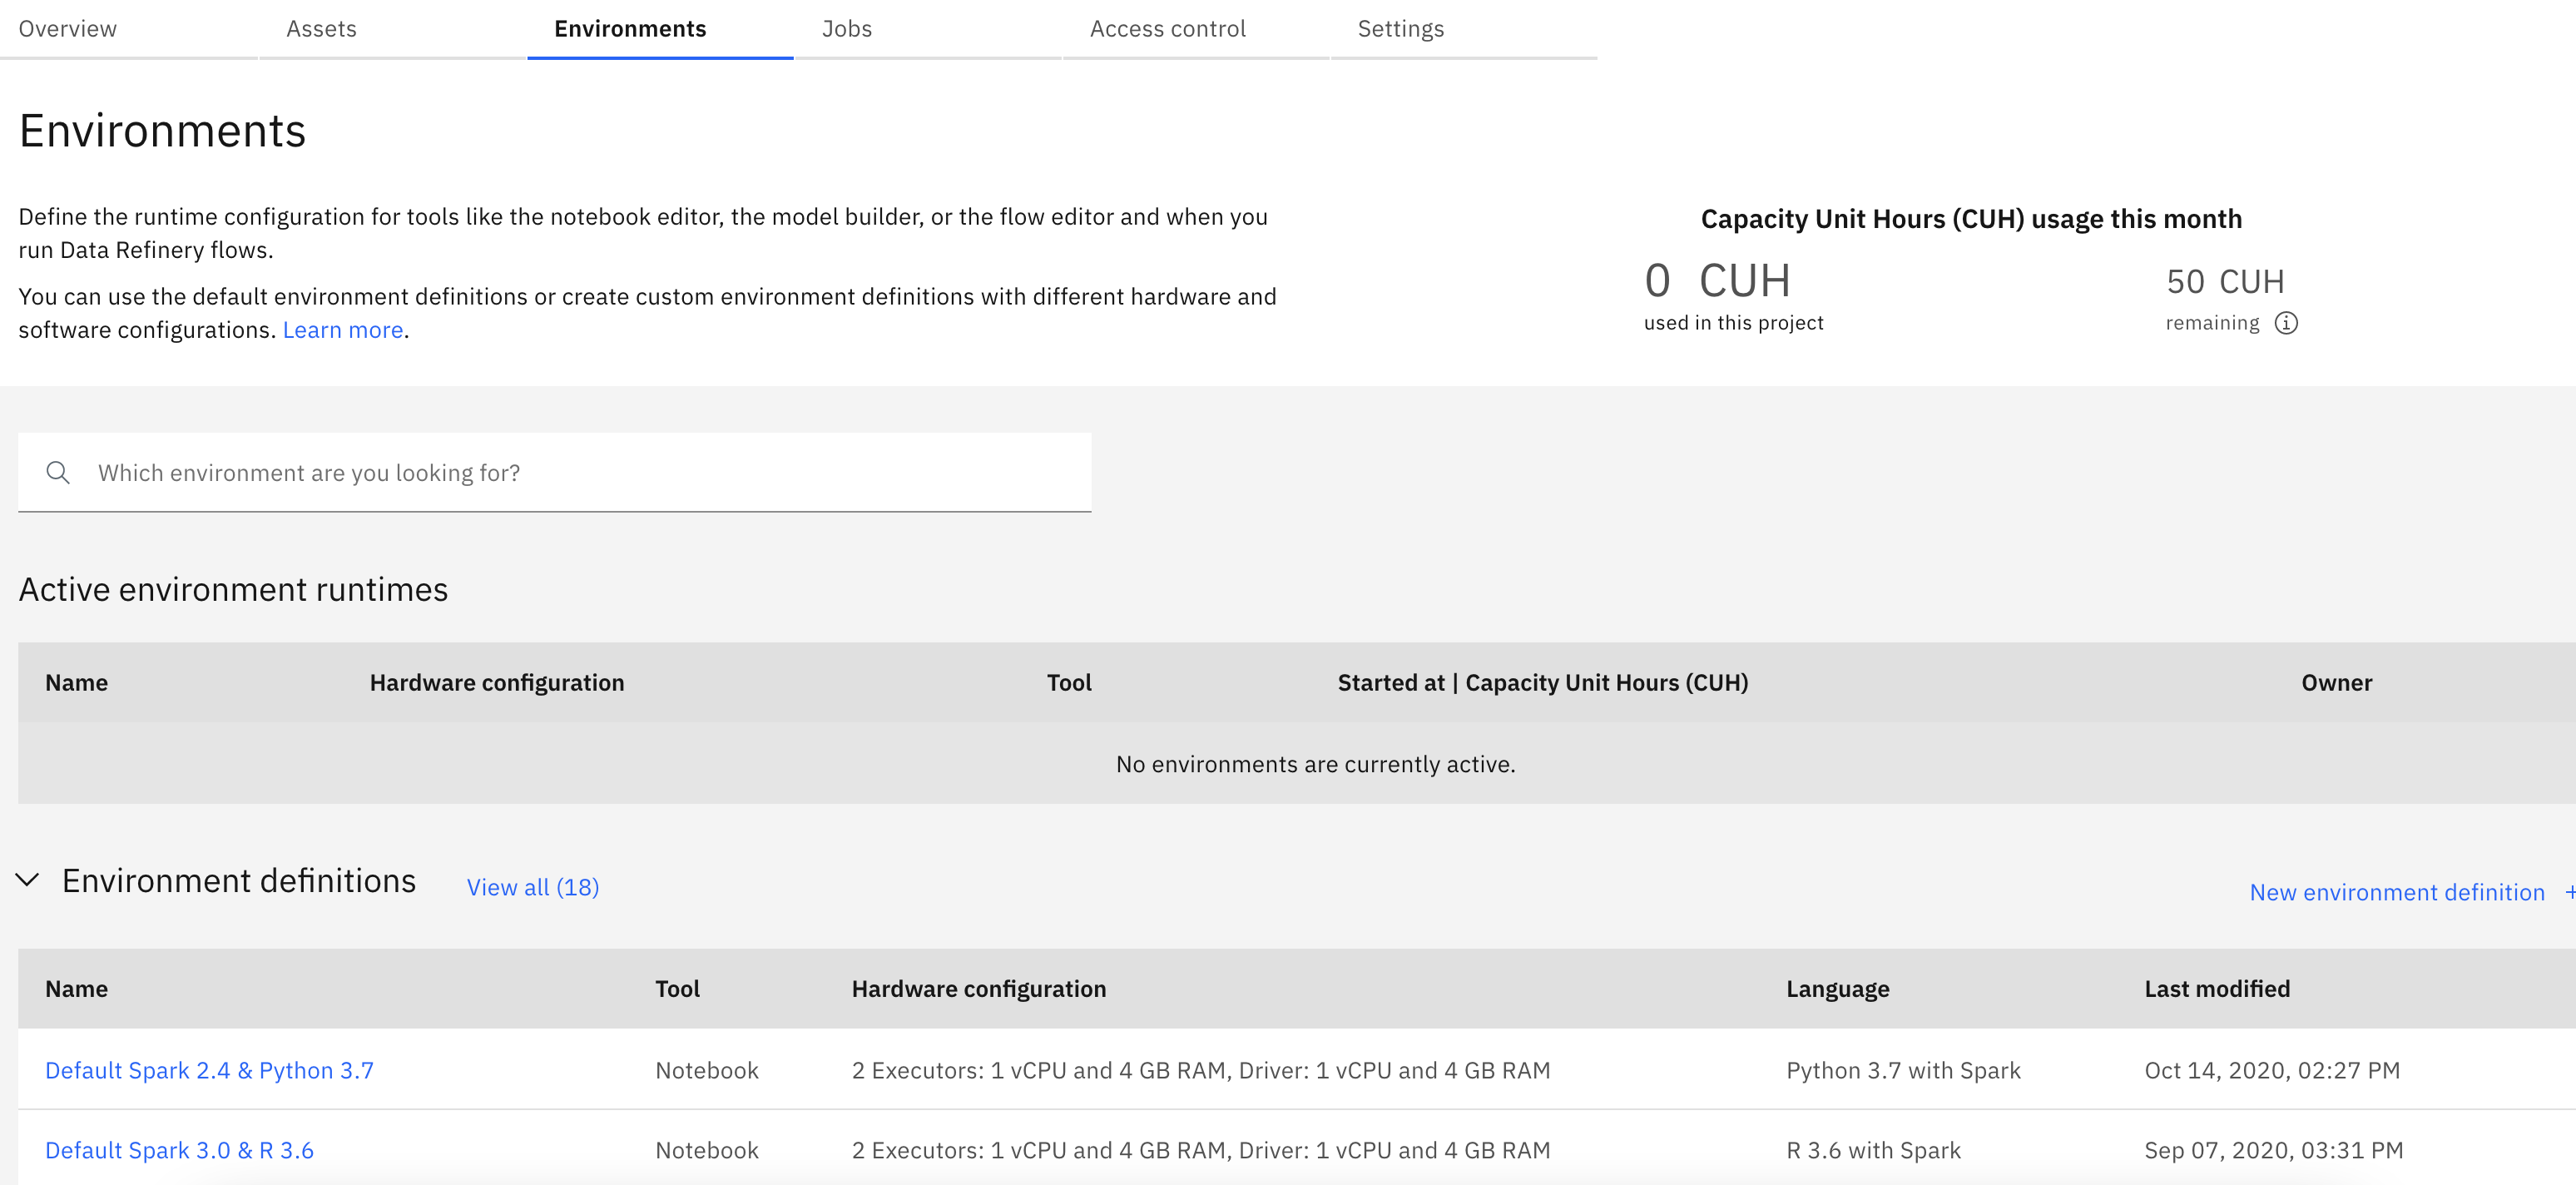 Overview Assets Environments Jobs Access control Settings
Environments
Define the runtime configuration for tools like the notebook editor, the model builder, or the flow editor and when you
run Data Refinery flows.
You can use the default environment definitions or create custom environment definitions with different hardware and
software configurations. Learn more.
Capacity Unit Hours (CUH) usage this month
0 CUH 50 CUH
used in this project remaining
Which environment are you looking for?
Active environment runtimes
Name Hardware configuration Tool Started at | Capacity Unit Hours (CUH) Owner
No environments are currently active.
Environment definitions View all (18) New environment definition +
Name Tool Hardware configuration Language Last modified
Default Spark 2.4 & Python 3.7 Notebook 2 Executors: 1 vCPU and 4 GB RAM, Driver: 1 vCPU and 4 GB RAM Python 3.7 with Spark Oct 14, 2020, 02:27 PM
Default Spark 3.0 & R 3.6 Notebook 2 Executors: 1 vCPU and 4 GB RAM, Driver: 1 vCPU and 4 GB RAM R 3.6 with Spark Sep 07, 2020, 03:31 PM